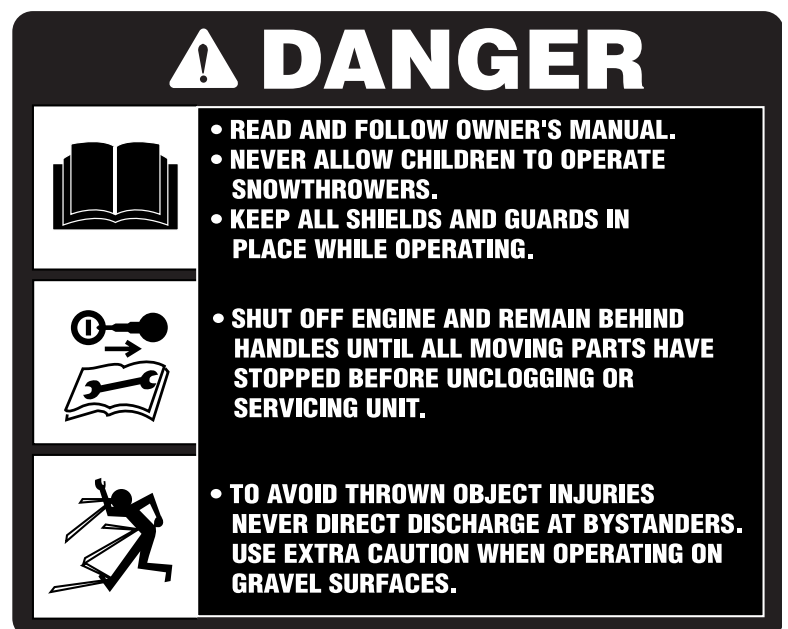 DANGER
• READ AND FOLLOW OWNER'S MANUAL.
• NEVER ALLOW CHILDREN TO OPERATE
SNOWTHROWERS.
• KEEP ALL SHIELDS AND GUARDS IN
PLACE WHILE OPERATING.
• SHUT OFF ENGINE AND REMAIN BEHIND
HANDLES UNTIL ALL MOVING PARTS HAVE
STOPPED BEFORE UNCLOGGING OR
SERVICING UNIT.
• TO AVOID THROWN OBJECT INJURIES
NEVER DIRECT DISCHARGE AT BYSTANDERS.
USE EXTRA CAUTION WHEN OPERATING ON
GRAVEL SURFACES.